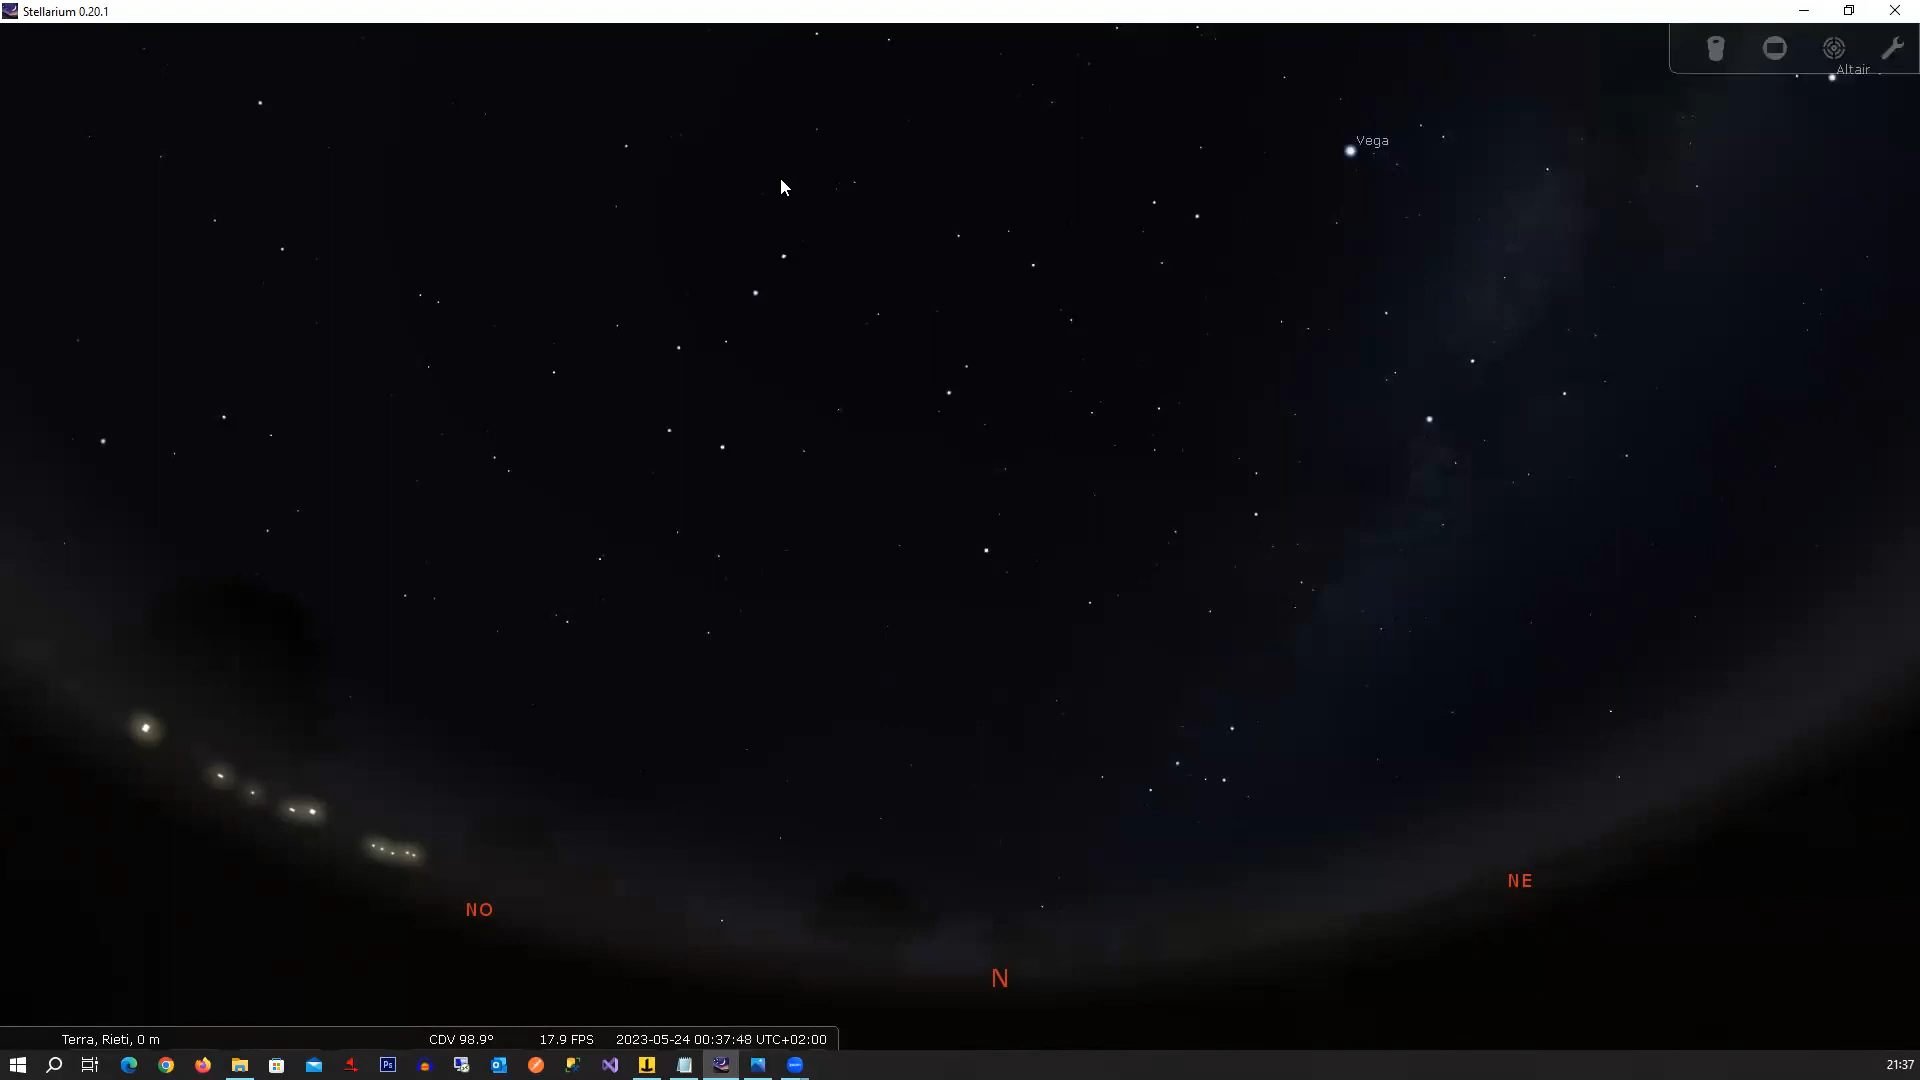 Stellarium 0.20.1
Altair
Vega
NE
NO
N
Terra, Rieti, 0 m
CDV 98.9°
17.9 FPS
2023-05-24 00:37:48 UTC+02:00
Ps
21:37